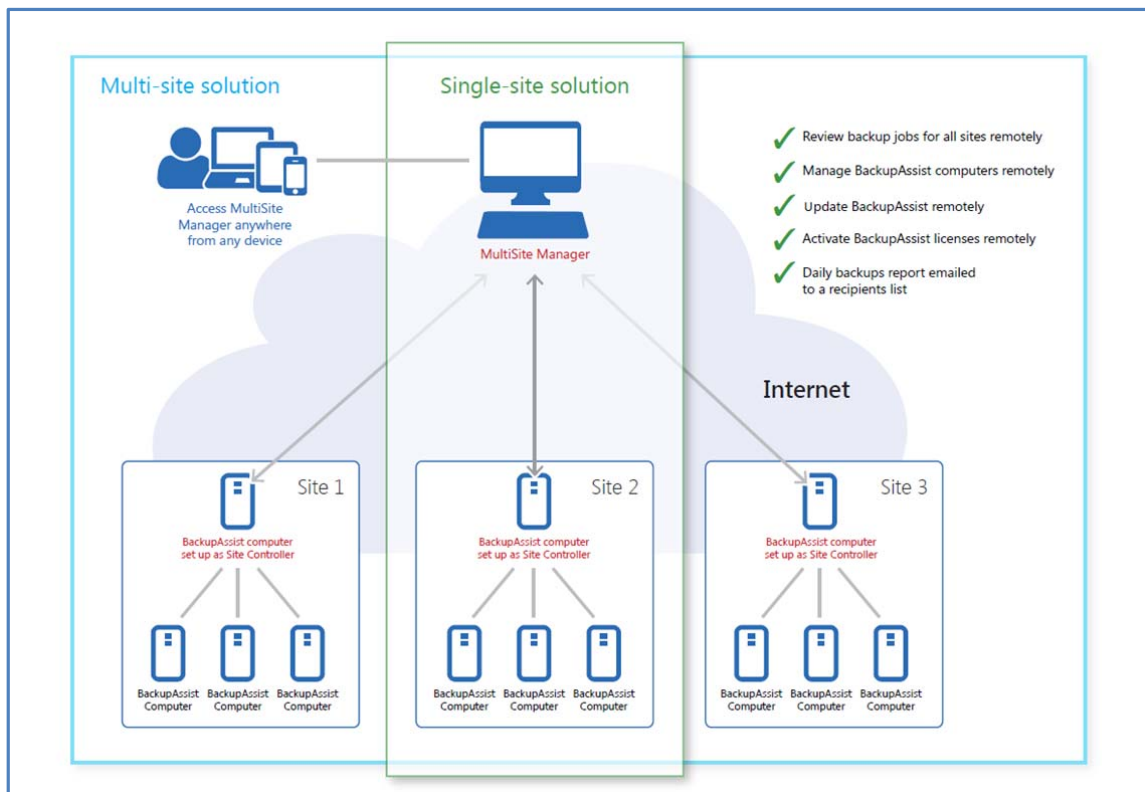 Multi-site solution
Single-site solution
Access MultiSite
Manager anywhere
from any device
MultiSite Manager
Review backup jobs for all sites remotely
Manage BackupAssist computers remotely
Update BackupAssist remotely
Activate BackupAssist licenses remotely
Daily backups report emailed
to a recipients list
Internet
Site 1
BackupAssist computer
set up as Site Controller
BackupAssist
Computer
BackupAssist
Computer
BackupAssist
Computer
Site 2
BackupAssist computer
set up as Site Controller
BackupAssist
Computer
BackupAssist
Computer
BackupAssist
Computer
Site 3
BackupAssist computer
set up as Site Controller
BackupAssist
Computer
BackupAssist
Computer
BackupAssist
Computer